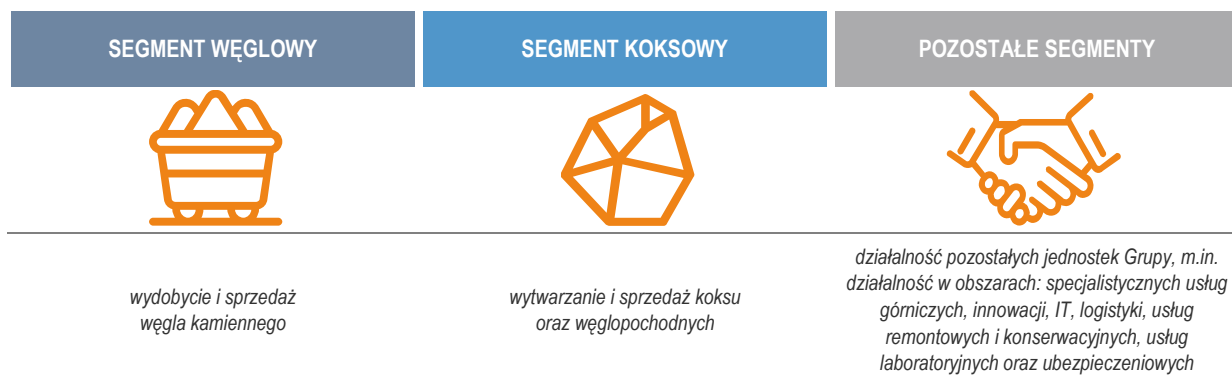 SEGMENT WĘGLOWY
SEGMENT KOKSOWY
POZOSTAŁE SEGMENTY
wydobycie i sprzedaż
węgla kamiennego
wytwarzanie i sprzedaż koksu
oraz węglopochodnych
działalność pozostałych jednostek Grupy, m.in.
działalność w obszarach: specjalistycznych usług
górniczych, innowacji, IT, logistyki, usług
remontowych i konserwacyjnych, usług
laboratoryjnych oraz ubezpieczeniowych